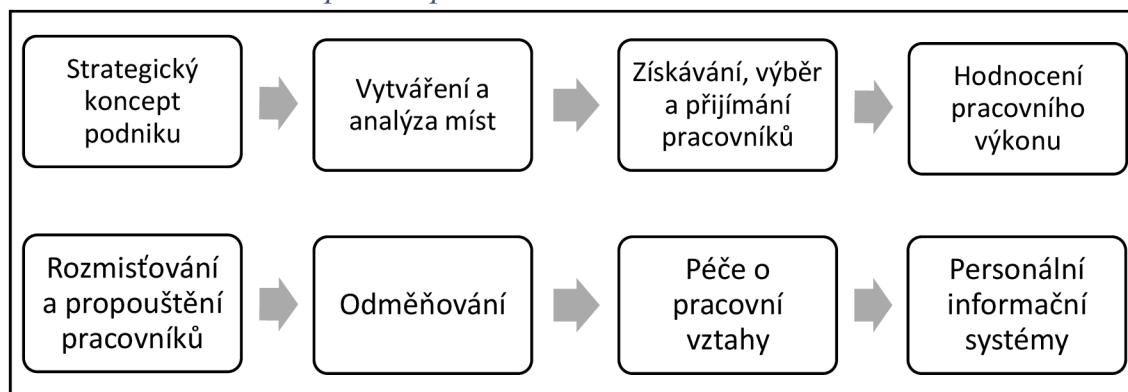 Strategický
koncept
podniku
Vytváření a
analýza míst
Získávání, výběr
a přijímání
pracovníků
Hodnocení
pracovního
výkonu
Rozmisťování
a propouštění
pracovníků
Odměňování
Péče o
pracovní
vztahy
Personální
informační
systémy